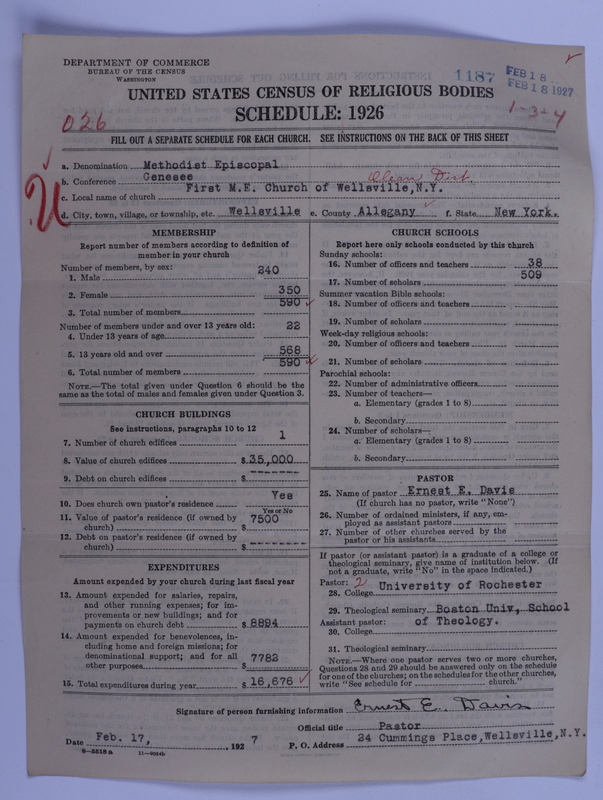 DEPARTMENT OF COMMERCE
BUREAU OF THE CENSUS
WASHINGTON
1187 FEB 18
FEB 18 1927
UNITED STATES CENSUS OF RELIGIOUS BODIES
SCHEDULE: 1926
1-3-4
026
FILL OUT A SEPARATE SCHEDULE FOR EACH CHURCH. SEE INSTRUCTIONS ON THE BACK OF THIS SHEET
a. Denomination Methodist Episcopal
b. Conference Genesee Olean Dist.
c. Local name of church First M.E. Church of Wellsville,N.Y.
d. City, town, village, or township, etc. Wellsville e. County Allegany f. State New York.
MEMBERSHIP
Report number of members according to definition of
member in your church
Number of members, by sex:
1. Male 240
2. Female 350
3. Total number of members 590
Number of members under and over 13 years old:
4. Under 13 years of age 22
5. 13 years old and over 568
6. Total number of members 590
NOTE.—The total given under Question 6 should be the
same as the total of males and females given under Question 3.
CHURCH BUILDINGS
See instructions, paragraphs 10 to 12
7. Number of church edifices 1
8. Value of church edifices $35,000
9. Debt on church edifices $-------
10. Does church own pastor's residence Yes
Yes or No
11. Value of pastor's residence (if owned by
church) $ 7500
12. Debt on pastor's residence (if owned by
church) $-------
EXPENDITURES
Amount expended by your church during last fiscal year
13. Amount expended for salaries, repairs,
and other running expenses; for im-
provements or new buildings; and for
payments on church debt $ 8894
14. Amount expended for benevolences, in-
cluding home and foreign missions; for
denominational support; and for all
other purposes $ 7782
15. Total expenditures during year $ 16,676
CHURCH SCHOOLS
Report here only schools conducted by this church
Sunday schools:
16. Number of officers and teachers 38
17. Number of scholars 509
Summer vacation Bible schools:
18. Number of officers and teachers
19. Number of scholars
Week-day religious schools:
20. Number of officers and teachers
21. Number of scholars
Parochial schools:
22. Number of administrative officers
23. Number of teachers—
a. Elementary (grades 1 to 8)
b. Secondary
24. Number of scholars—
a. Elementary (grades 1 to 8)
b. Secondary
PASTOR
25. Name of pastor Ernest E. Davis
(If church has no pastor, write "None")
26. Number of ordained ministers, if any, em-
ployed as assistant pastors
27. Number of other churches served by the
pastor or his assistants
If pastor (or assistant pastor) is a graduate of a college or
theological seminary, give name of institution below. (If
not a graduate, write "No" in the space indicated.)
Pastor: 2
28. College University of Rochester
29. Theological seminary Boston Univ, School
Assistant pastor: of Theology.
30. College
31. Theological seminary
NOTE.—Where one pastor serves two or more churches,
Questions 28 and 29 should be answered only on the schedule
for one of the churches; on the schedules for the other churches,
write "See schedule for ............ church."
Signature of person furnishing information Ernest E. Davis
Official title Pastor
Date Feb. 17, , 1927 P. O. Address 24 Cummings Place,Wellsville,N.Y.